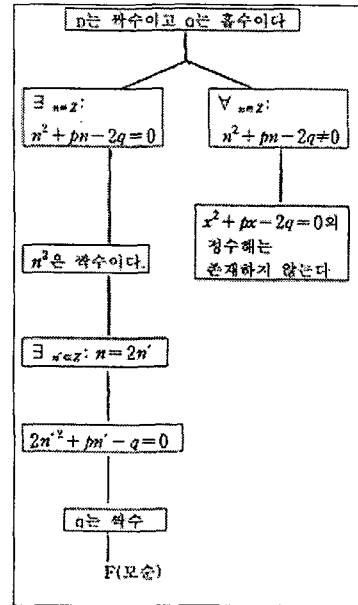 p는 짝수이고 q는 홀수이다
∃ n∈Z:
n² + pn − 2q = 0
∀ n∈Z:
n² + pn − 2q ≠ 0
x² + px − 2q = 0의
정수해는
존재하지 않는다
n²은 짝수이다.
∃ n'∈Z: n = 2n'
2n'² + pn' − q = 0
q는 짝수
F(모순)